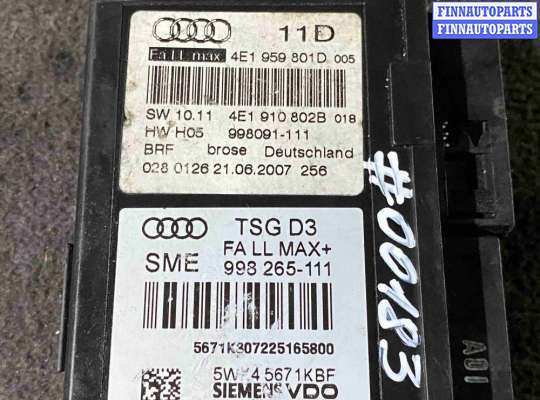 FINNAUTOPARTS
FINNAUTOPARTS
11D
Fa LL max 4E1 959 801D 005
SW 10.11 4E1 910 802B 018
HW H05 998091-111
BRF brose Deutschland
028 0126 21.06.2007 256
TSG D3
FA LL MAX+
SME 998 265-111
5671K307225165800
5WK4 5671KBF
SIEMENS VDO
#00183
A01